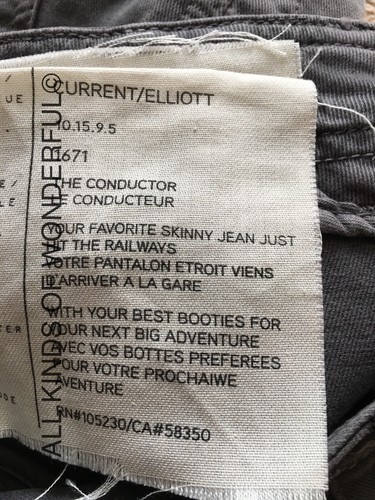 CURRENT/ELLIOTT
10.15.9.5
1671
THE CONDUCTOR
LE CONDUCTEUR
YOUR FAVORITE SKINNY JEAN JUST
HIT THE RAILWAYS
VOTRE PANTALON ETROIT VIENS
D'ARRIVER A LA GARE
WITH YOUR BEST BOOTIES FOR
YOUR NEXT BIG ADVENTURE
AVEC VOS BOTTES PREFEREES
POUR VOTRE PROCHAIWE
AVENTURE
RN#105230/CA#58350
ALL KINDS OF WONDERFUL©